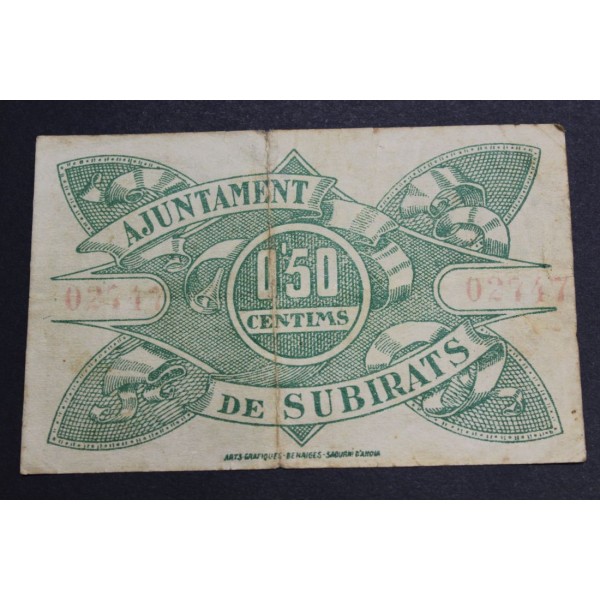 AJUNTAMENT
0'50
CENTIMS
02747 02747
DE SUBIRATS
ARTS GRAFIQUES - BENAIGES - SADURNI D'ANOIA